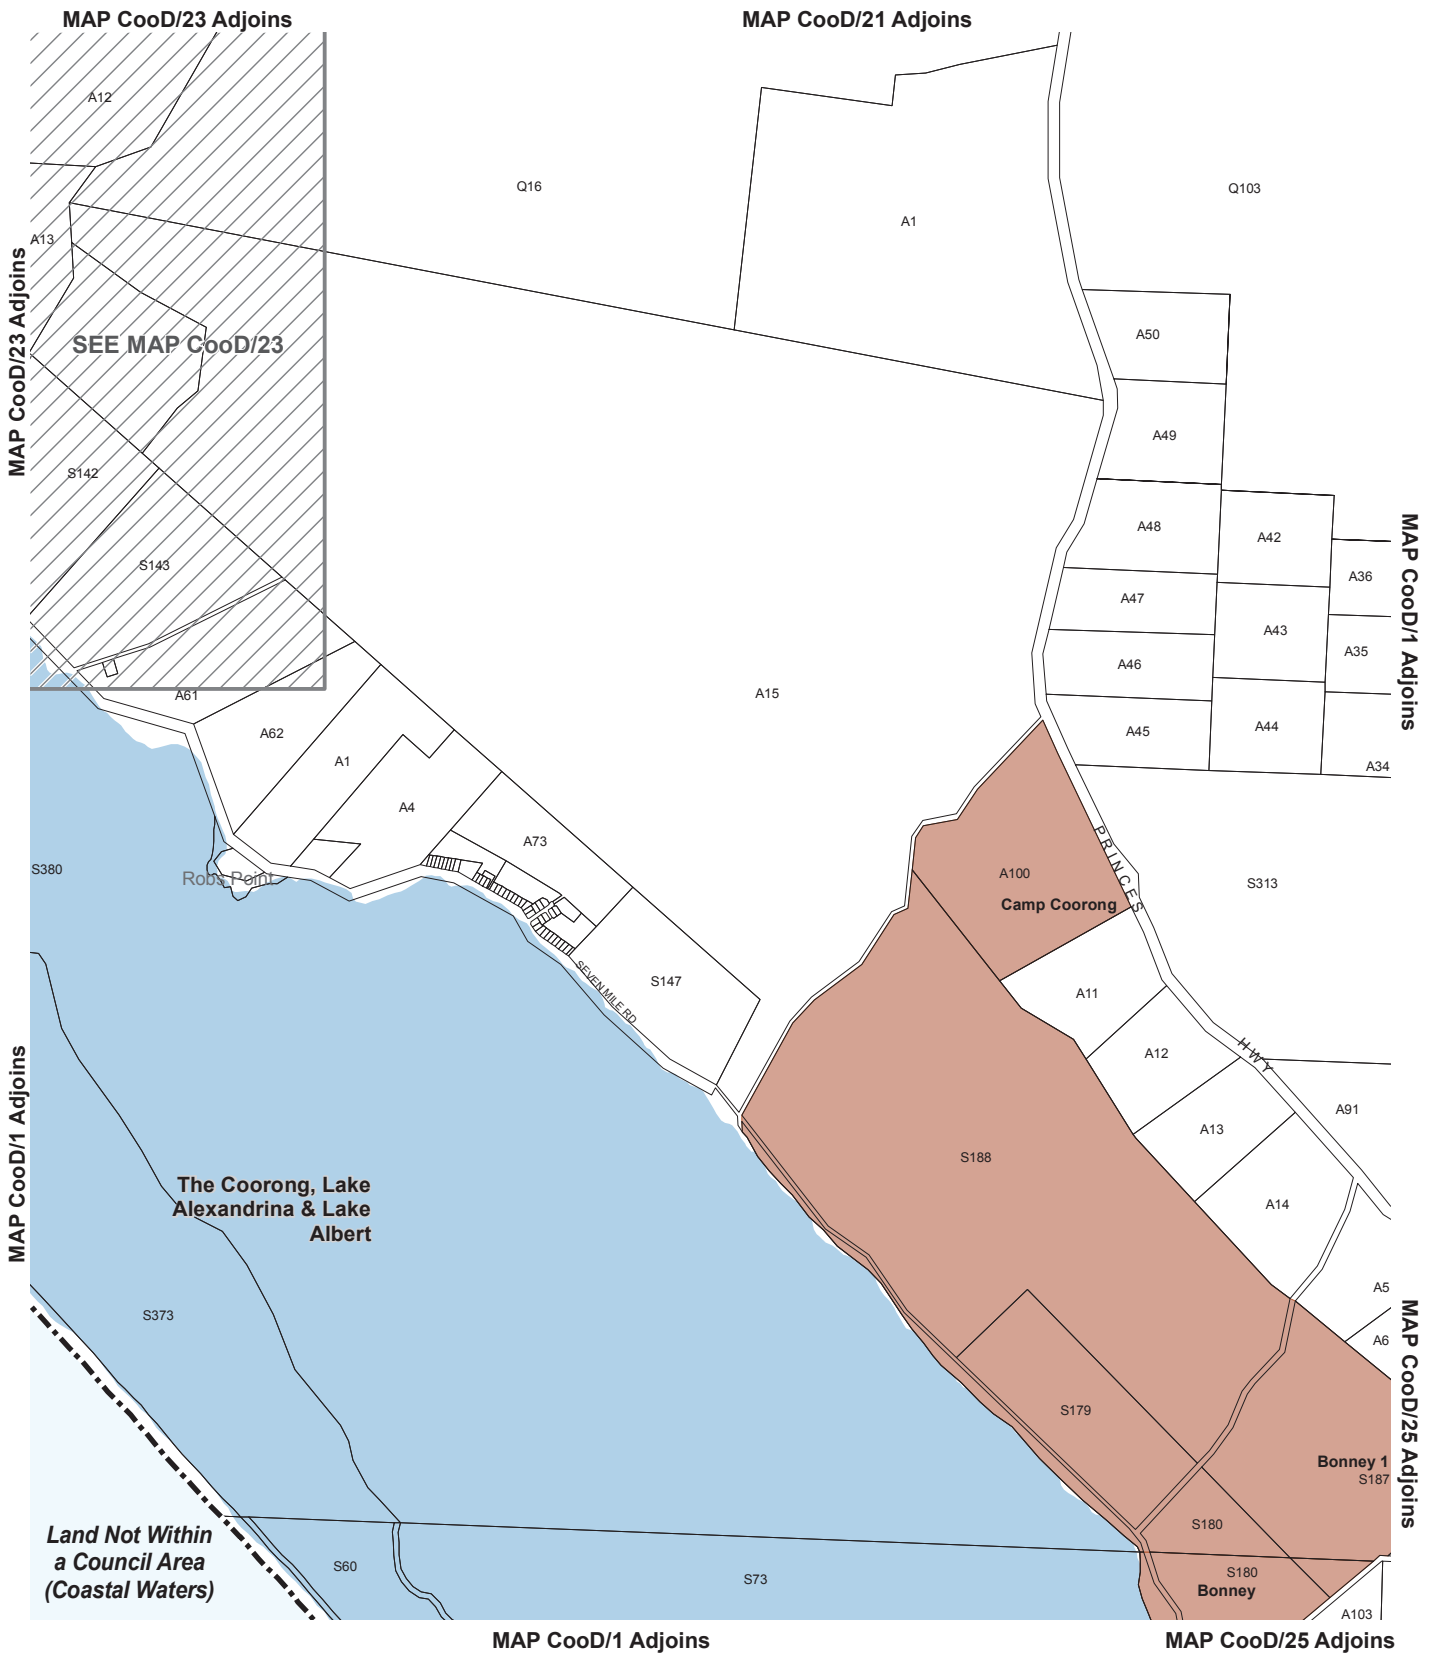 MAP CooD/23 Adjoins
MAP CooD/21 Adjoins
A12
Q16
Q103
A1
A13
MAP CooD/23 Adjoins
SEE MAP CooD/23
A50
A49
S142
A48
A42
MAP CooD/1 Adjoins
S143
A36
A47
A43
A35
A46
A61
A15
A62
A45
A44
A1
A34
A4
A73
PRINCES
S380
Robs Point
A100
S313
Camp Coorong
S147
A11
SEVEN MILE RD
HWY
A12
MAP CooD/1 Adjoins
A91
A13
S188
The Coorong, Lake
Alexandrina & Lake
Albert
A14
A5
S373
A6
MAP CooD/25 Adjoins
S179
Bonney 1
S187
S180
Land Not Within
a Council Area
(Coastal Waters)
S60
S73
S180
Bonney
A103
MAP CooD/1 Adjoins
MAP CooD/25 Adjoins